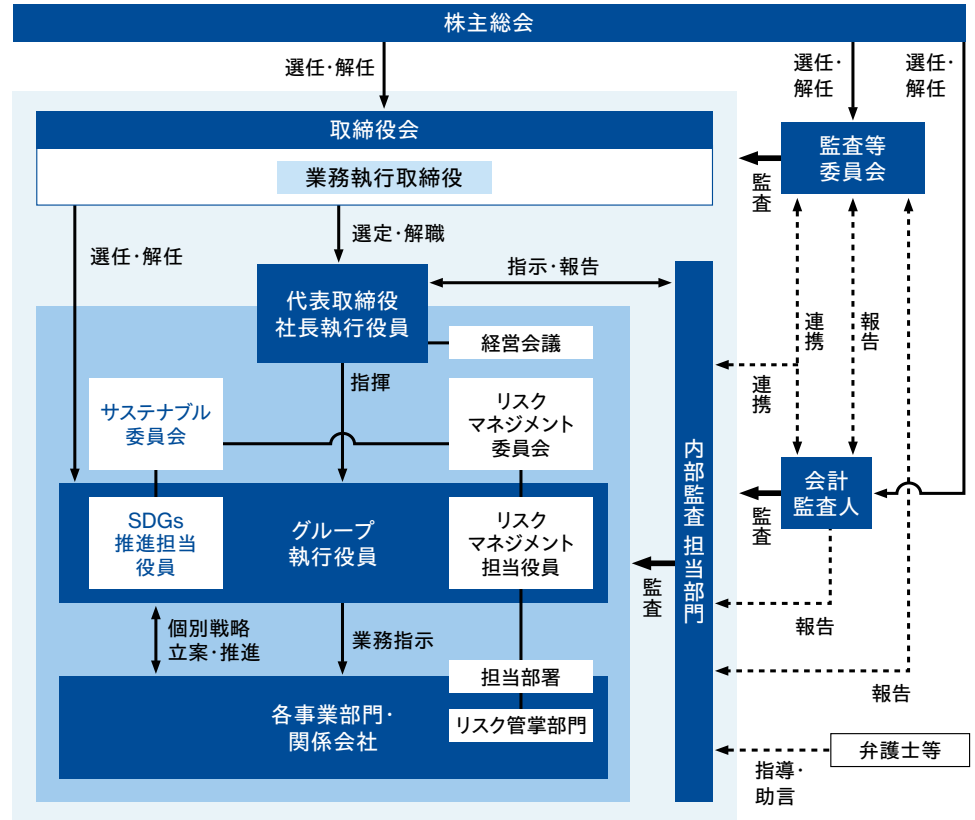 株主総会
選任・解任
選任・
解任
選任・
解任
取締役会
業務執行取締役
監査等
委員会
監査
選任・解任
選定・解職
指示・報告
代表取締役
社長執行役員
経営会議
指揮
連携
報告
連携
サステナブル
委員会
リスク
マネジメント
委員会
内部監査 担当部門
会計
監査人
監査
SDGs
推進担当
役員
グループ
執行役員
リスク
マネジメント
担当役員
監査
報告
個別戦略
立案・推進
業務指示
担当部署
報告
各事業部門・
関係会社
リスク管掌部門
弁護士等
指導・
助言